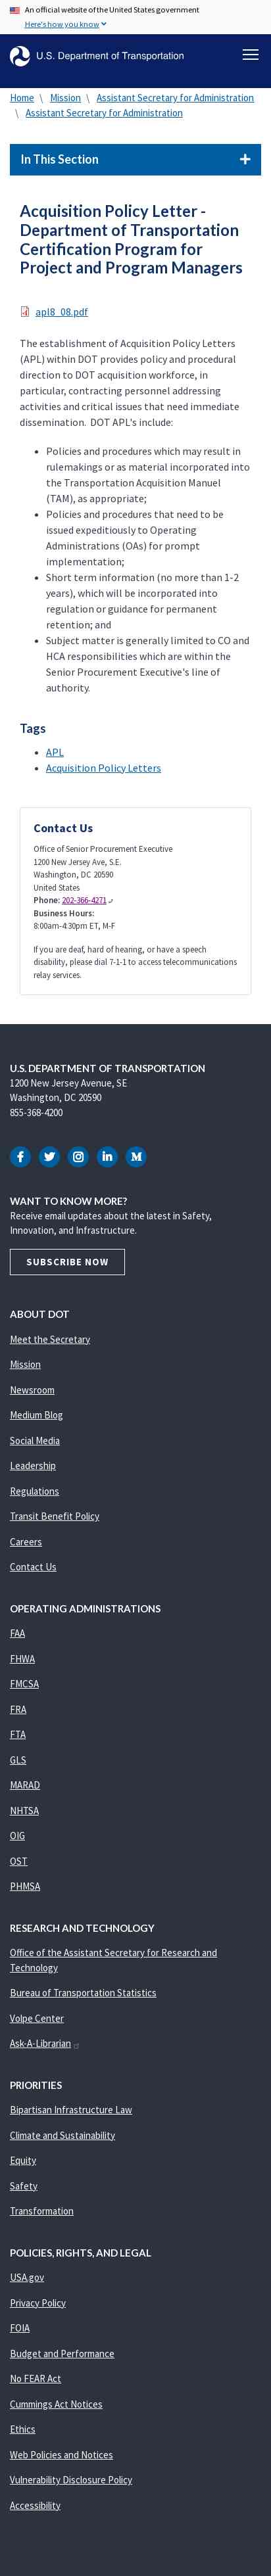 An official website of the United States government
Here's how you know
U.S. Department of Transportation
Home \ Mission \ Assistant Secretary for Administration
\ Assistant Secretary for Administration
In This Section
Acquisition Policy Letter -
Department of Transportation
Certification Program for
Project and Program Managers
apl8_08.pdf
The establishment of Acquisition Policy Letters
(APL) within DOT provides policy and procedural
direction to DOT acquisition workforce, in
particular, contracting personnel addressing
activities and critical issues that need immediate
dissemination.  DOT APL's include:
• Policies and procedures which may result in
rulemakings or as material incorporated into
the Transportation Acquisition Manual
(TAM), as appropriate;
• Policies and procedures that need to be
issued expeditiously to Operating
Administrations (OAs) for prompt
implementation;
• Short term information (no more than 1-2
years), which will be incorporated into
regulation or guidance for permanent
retention; and
• Subject matter is generally limited to CO and
HCA responsibilities which are within the
Senior Procurement Executive's line of
authority.
Tags
• APL
• Acquisition Policy Letters
Contact Us
Office of Senior Procurement Executive
1200 New Jersey Ave, S.E.
Washington, DC 20590
United States
Phone: 202-366-4271
Business Hours:
8:00am-4:30pm ET, M-F
If you are deaf, hard of hearing, or have a speech
disability, please dial 7-1-1 to access telecommunications
relay services.
U.S. DEPARTMENT OF TRANSPORTATION
1200 New Jersey Avenue, SE
Washington, DC 20590
855-368-4200
WANT TO KNOW MORE?
Receive email updates about the latest in Safety,
Innovation, and Infrastructure.
SUBSCRIBE NOW
ABOUT DOT
Meet the Secretary
Mission
Newsroom
Medium Blog
Social Media
Leadership
Regulations
Transit Benefit Policy
Careers
Contact Us
OPERATING ADMINISTRATIONS
FAA
FHWA
FMCSA
FRA
FTA
GLS
MARAD
NHTSA
OIG
OST
PHMSA
RESEARCH AND TECHNOLOGY
Office of the Assistant Secretary for Research and
Technology
Bureau of Transportation Statistics
Volpe Center
Ask-A-Librarian
PRIORITIES
Bipartisan Infrastructure Law
Climate and Sustainability
Equity
Safety
Transformation
POLICIES, RIGHTS, AND LEGAL
USA.gov
Privacy Policy
FOIA
Budget and Performance
No FEAR Act
Cummings Act Notices
Ethics
Web Policies and Notices
Vulnerability Disclosure Policy
Accessibility